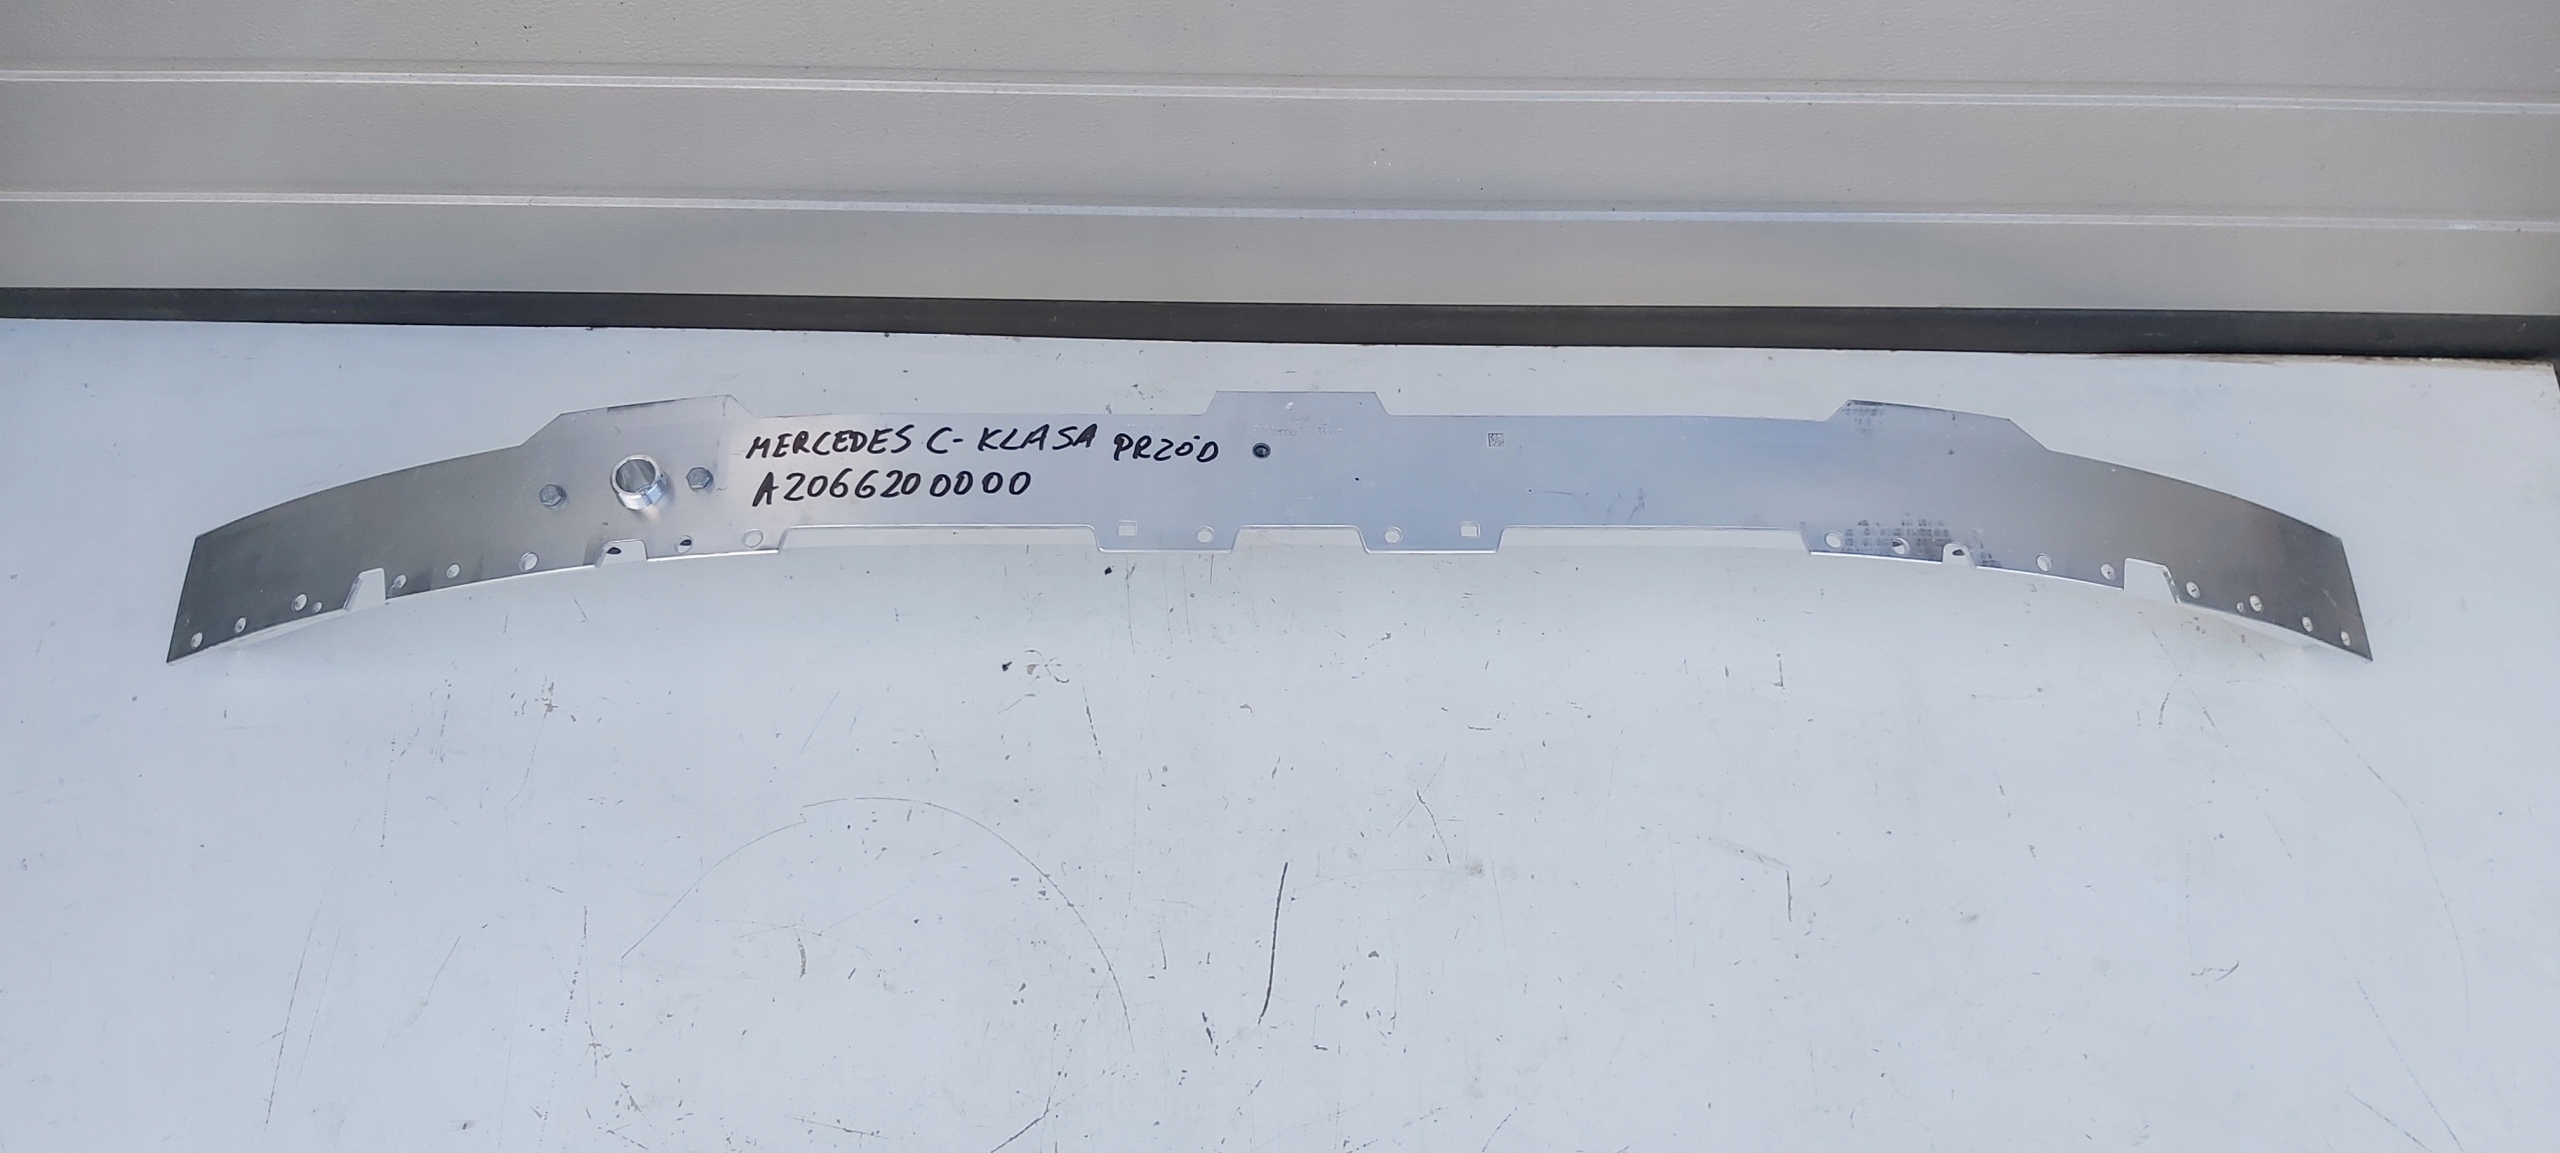 MERCEDES C-KLASA PRZÓD
A2066200000